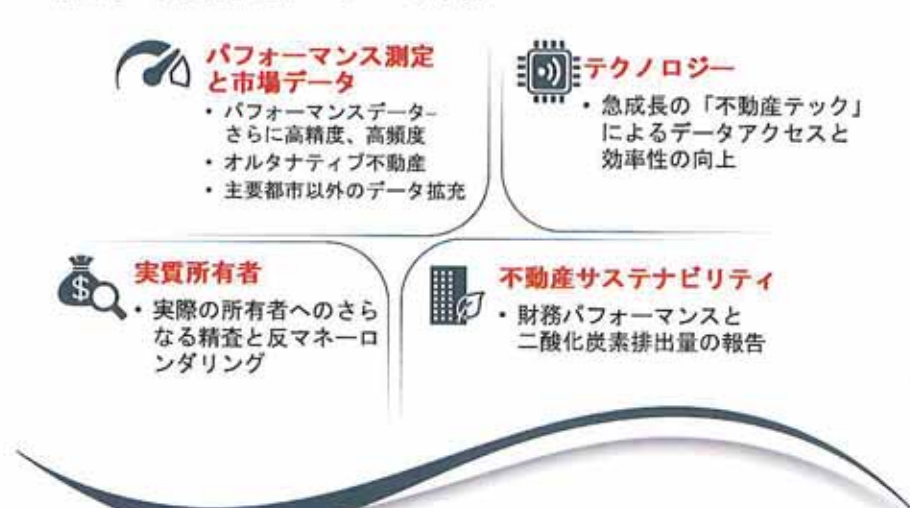 パフォーマンス測定
と市場データ
・パフォーマンスデータ–
さらに高精度、高頻度
・オルタナティブ不動産
・主要都市以外のデータ拡充
テクノロジー
・急成長の「不動産テック」
によるデータアクセスと
効率性の向上
実質所有者
・実際の所有者へのさら
なる精査と反マネーロ
ンダリング
不動産サステナビリティ
・財務パフォーマンスと
二酸化炭素排出量の報告